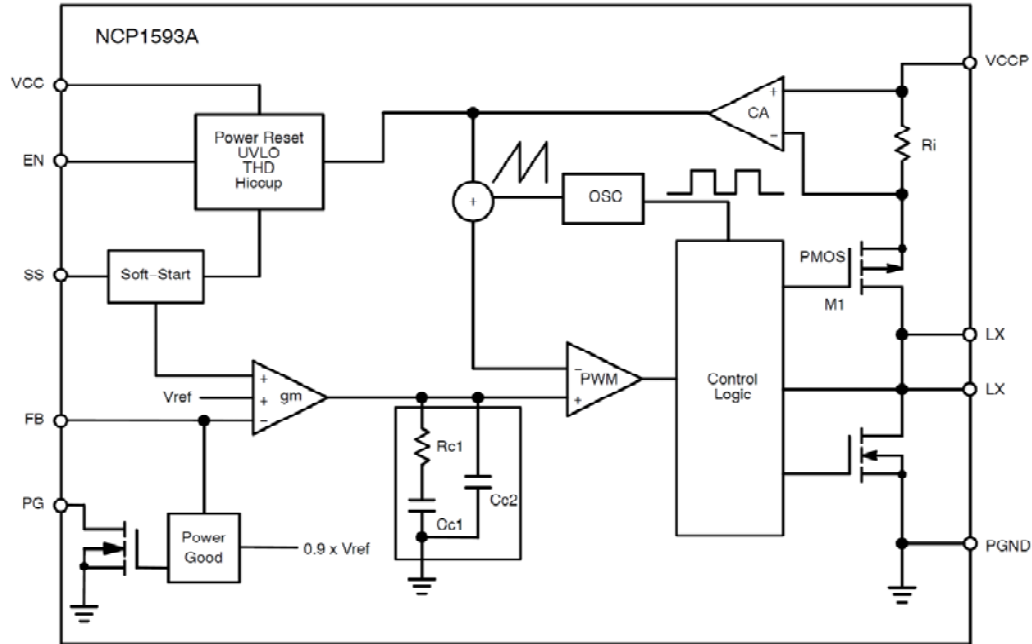 NCP1593A
VCC
VCCP
CA
Ri
Power Reset
UVLO
THD
Hiccup
EN
+
−
+
OSC
PMOS
M1
SS
Soft-Start
LX
LX
Control
Logic
−
PWM
+
+
Vref
+
gm
FB
−
Rc1
Cc2
Cc1
PG
Power
Good
0.9 x Vref
PGND